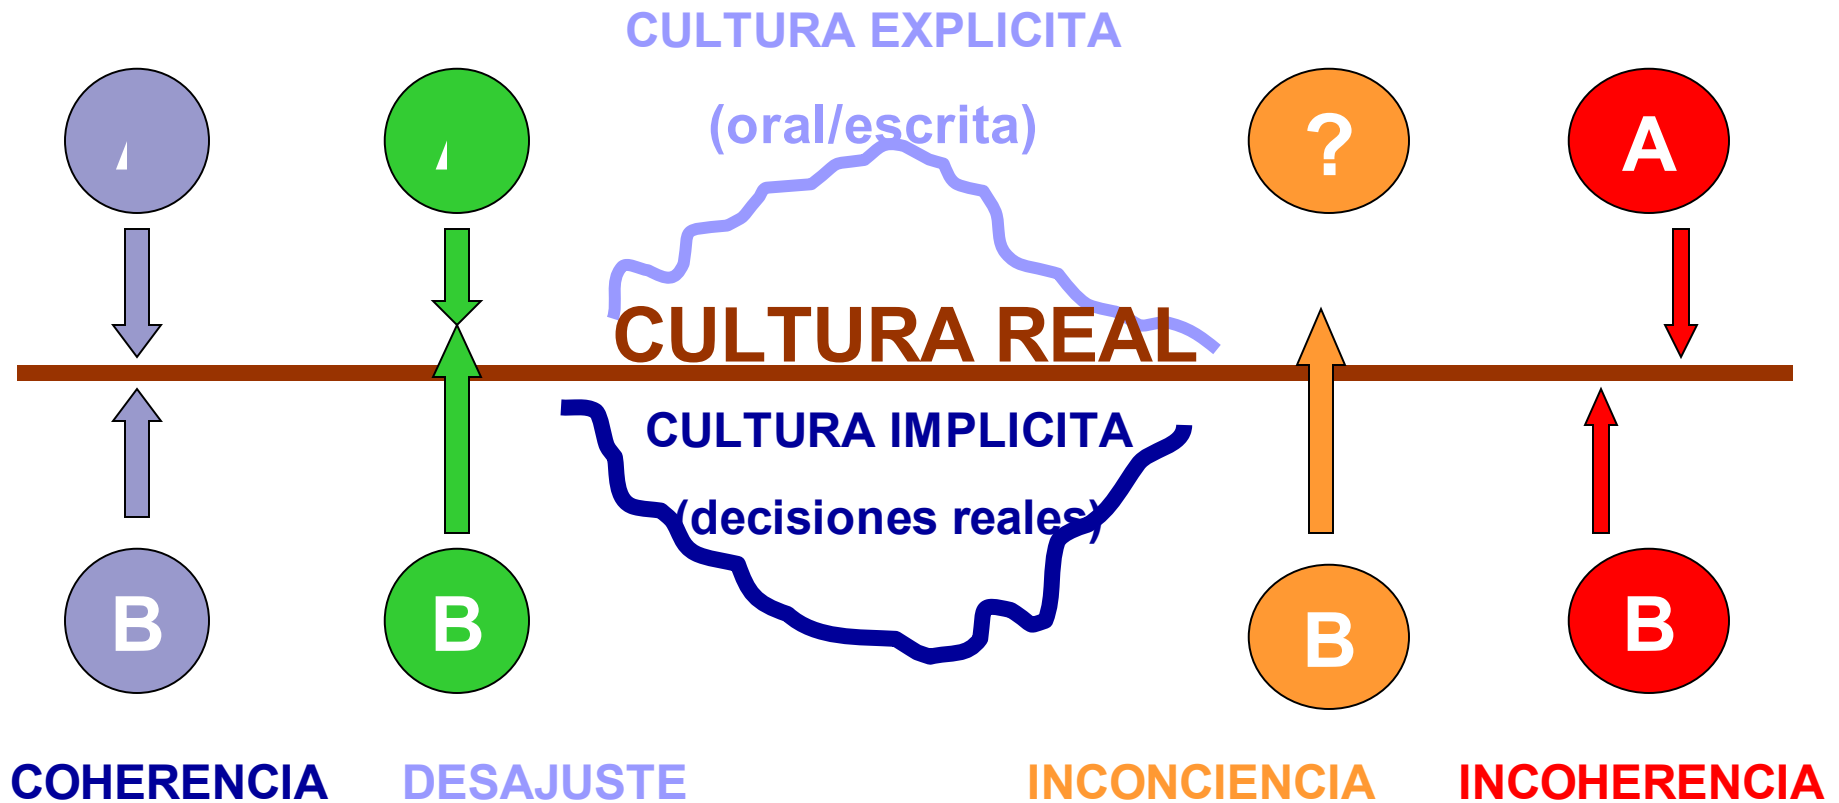 CULTURA EXPLICITA
(oral/escrita)
?
A
CULTURA REAL
CULTURA IMPLICITA
(decisiones reales)
B
B
B
B
COHERENCIA
DESAJUSTE
INCONCIENCIA
INCOHERENCIA